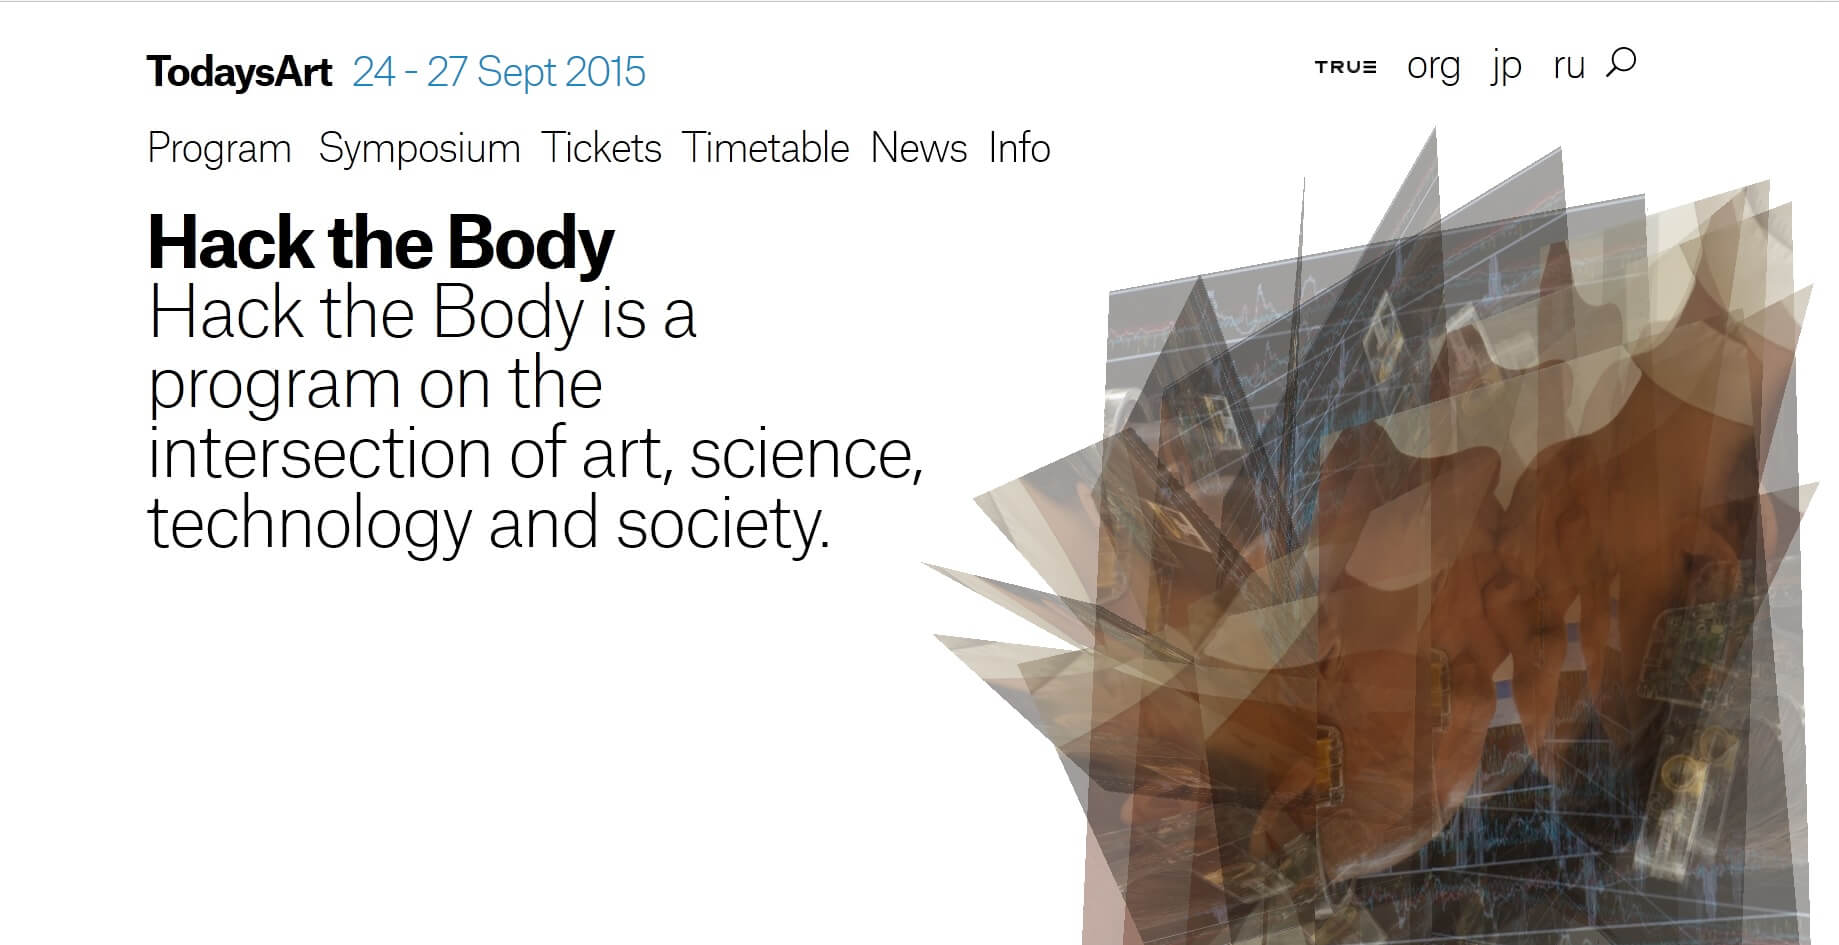 TodaysArt 24 - 27 Sept 2015
TRUE org jp ru
Program Symposium Tickets Timetable News Info
Hack the Body
Hack the Body is a
program on the
intersection of art, science,
technology and society.